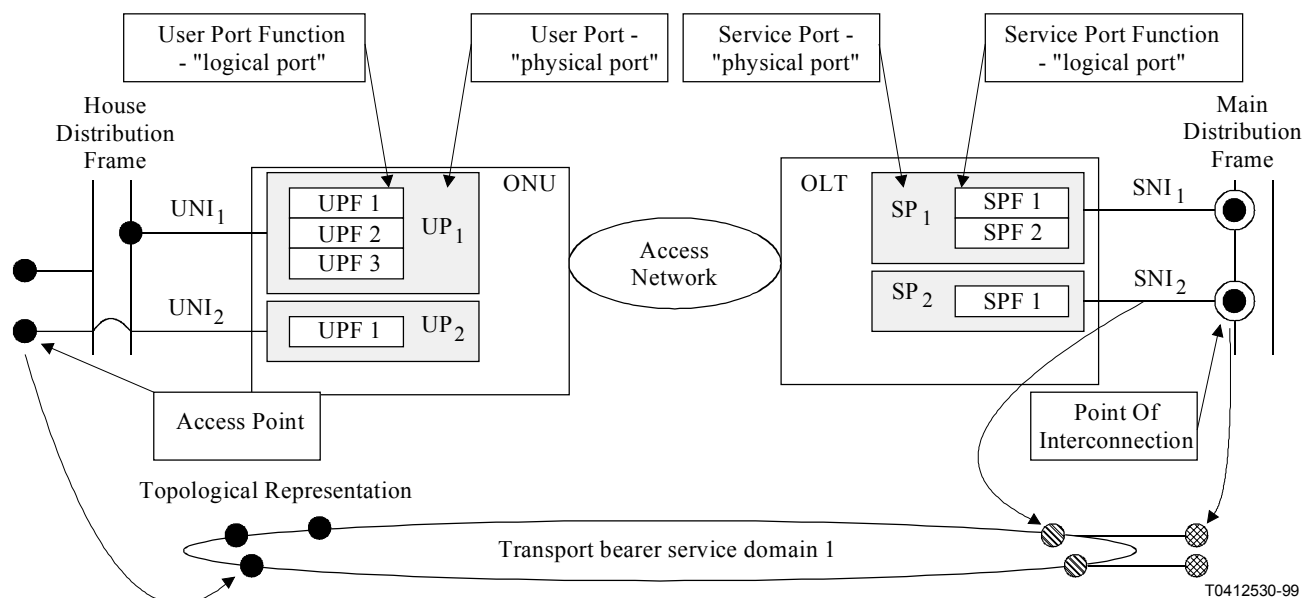 User Port Function
- "logical port"
User Port -
"physical port"
Service Port -
"physical port"
Service Port Function
- "logical port"
House
Distribution
Frame
Main
Distribution
Frame
ONU
OLT
UNI1
UPF 1
UPF 2
UPF 3
UP1
SP1
SPF 1
SPF 2
SNI1
Access
Network
UNI2
UPF 1
UP2
SP2
SPF 1
SNI2
Access Point
Point Of
Interconnection
Topological Representation
Transport bearer service domain 1
T0412530-99